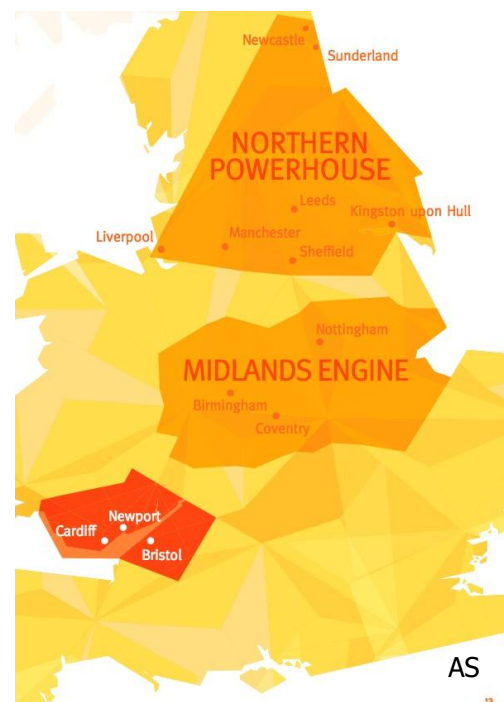 Newcastle
Sunderland
NORTHERN
POWERHOUSE
Leeds
Kingston upon Hull
Liverpool
Manchester
Sheffield
Nottingham
MIDLANDS ENGINE
Birmingham
Coventry
Newport
Cardiff
Bristol
AS
13